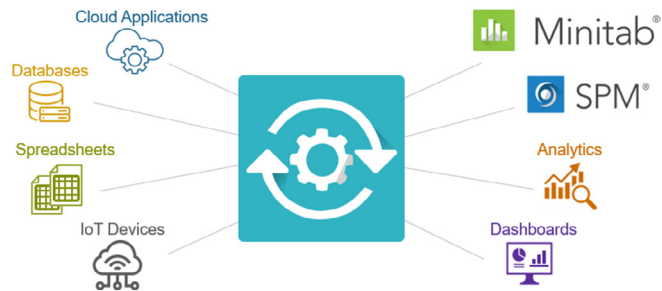 Cloud Applications
Databases
Spreadsheets
IoT Devices
Minitab®
SPM®
Analytics
Dashboards